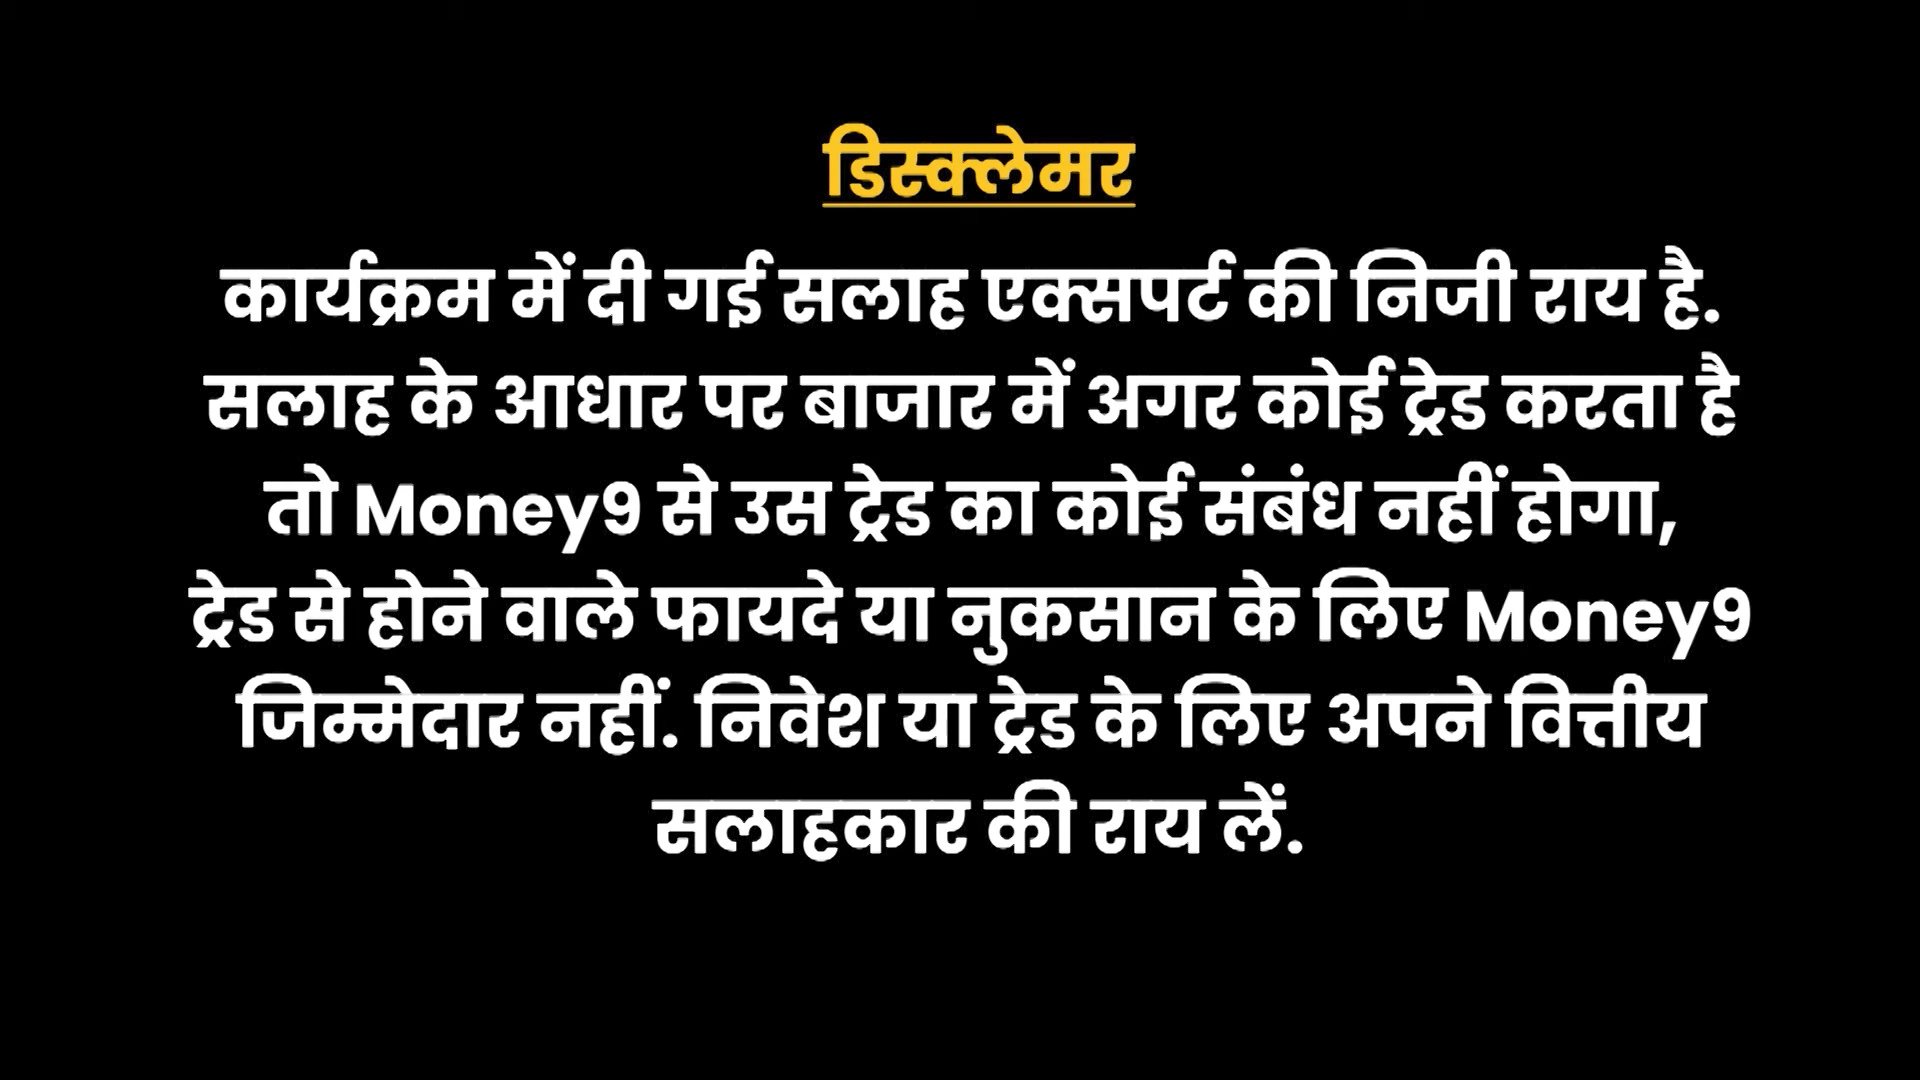 डिस्क्लेमर
कार्यक्रम में दी गई सलाह एक्सपर्ट की निजी राय है.
सलाह के आधार पर बाजार में अगर कोई ट्रेड करता है
तो Money9 से उस ट्रेड का कोई संबंध नहीं होगा,
ट्रेड से होने वाले फायदे या नुकसान के लिए Money9
जिम्मेदार नहीं. निवेश या ट्रेड के लिए अपने वित्तीय
सलाहकार की राय लें.